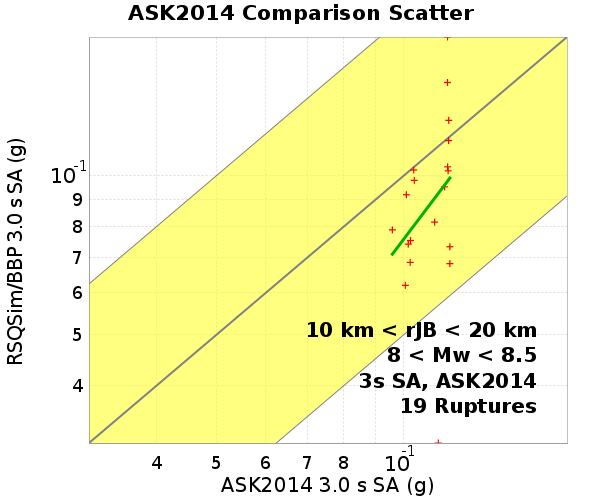 ASK2014 Comparison Scatter
RSQSim/BBP 3.0 s SA (g)
10-1
9
8
7
6
5
4
10 km < rJB < 20 km
8 < Mw < 8.5
3s SA, ASK2014
19 Ruptures
4 5 6 7 8 10-1
ASK2014 3.0 s SA (g)